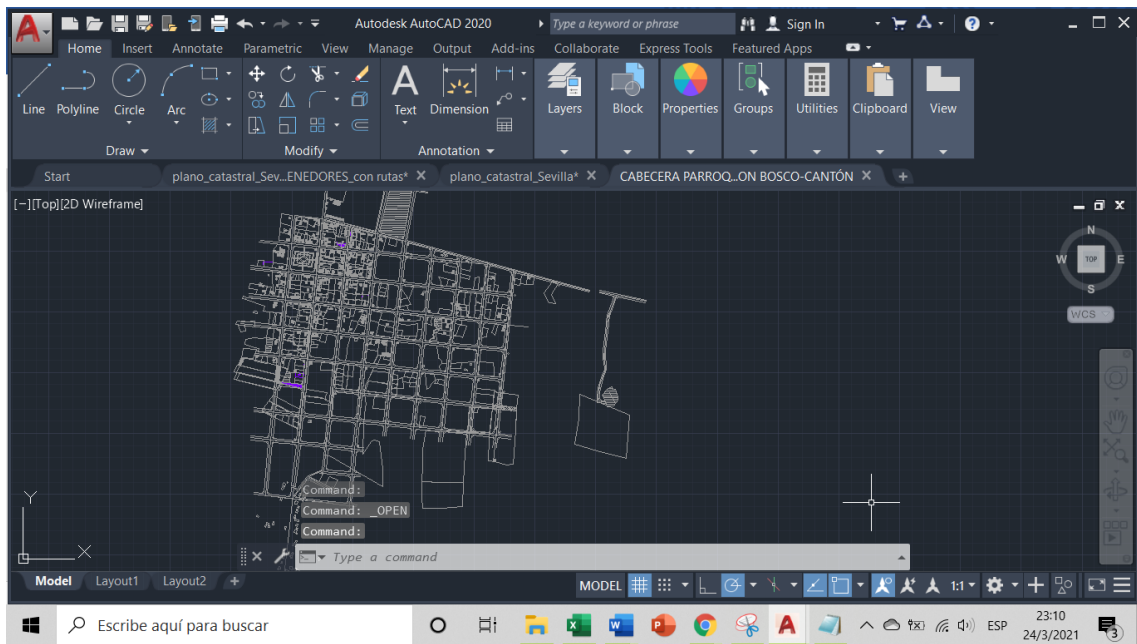 Autodesk AutoCAD 2020 Type a keyword or phrase Sign In
Home Insert Annotate Parametric View Manage Output Add-ins Collaborate Express Tools Featured Apps
Line Polyline Circle Arc Text Dimension Layers Block Properties Groups Utilities Clipboard View
Draw Modify Annotation
Start plano_catastral_Sev...ENEDORES_con rutas* plano_catastral_Sevilla* CABECERA PARROQ...ON BOSCO-CANTÓN
[−][Top][2D Wireframe]
N
W TOP E
S
WCS
Command:
Command: _OPEN
Y
Command:
X
Type a command
Model Layout1 Layout2 + MODEL 1:1
Escribe aquí para buscar ESP 23:10
24/3/2021 3